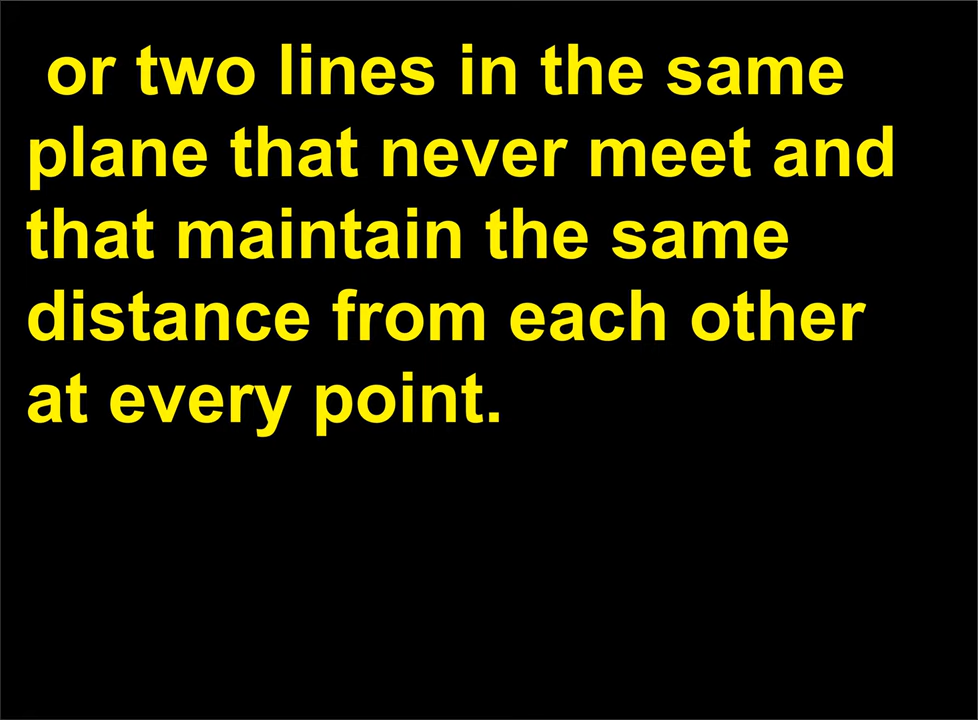 or two lines in the same
plane that never meet and
that maintain the same
distance from each other
at every point.